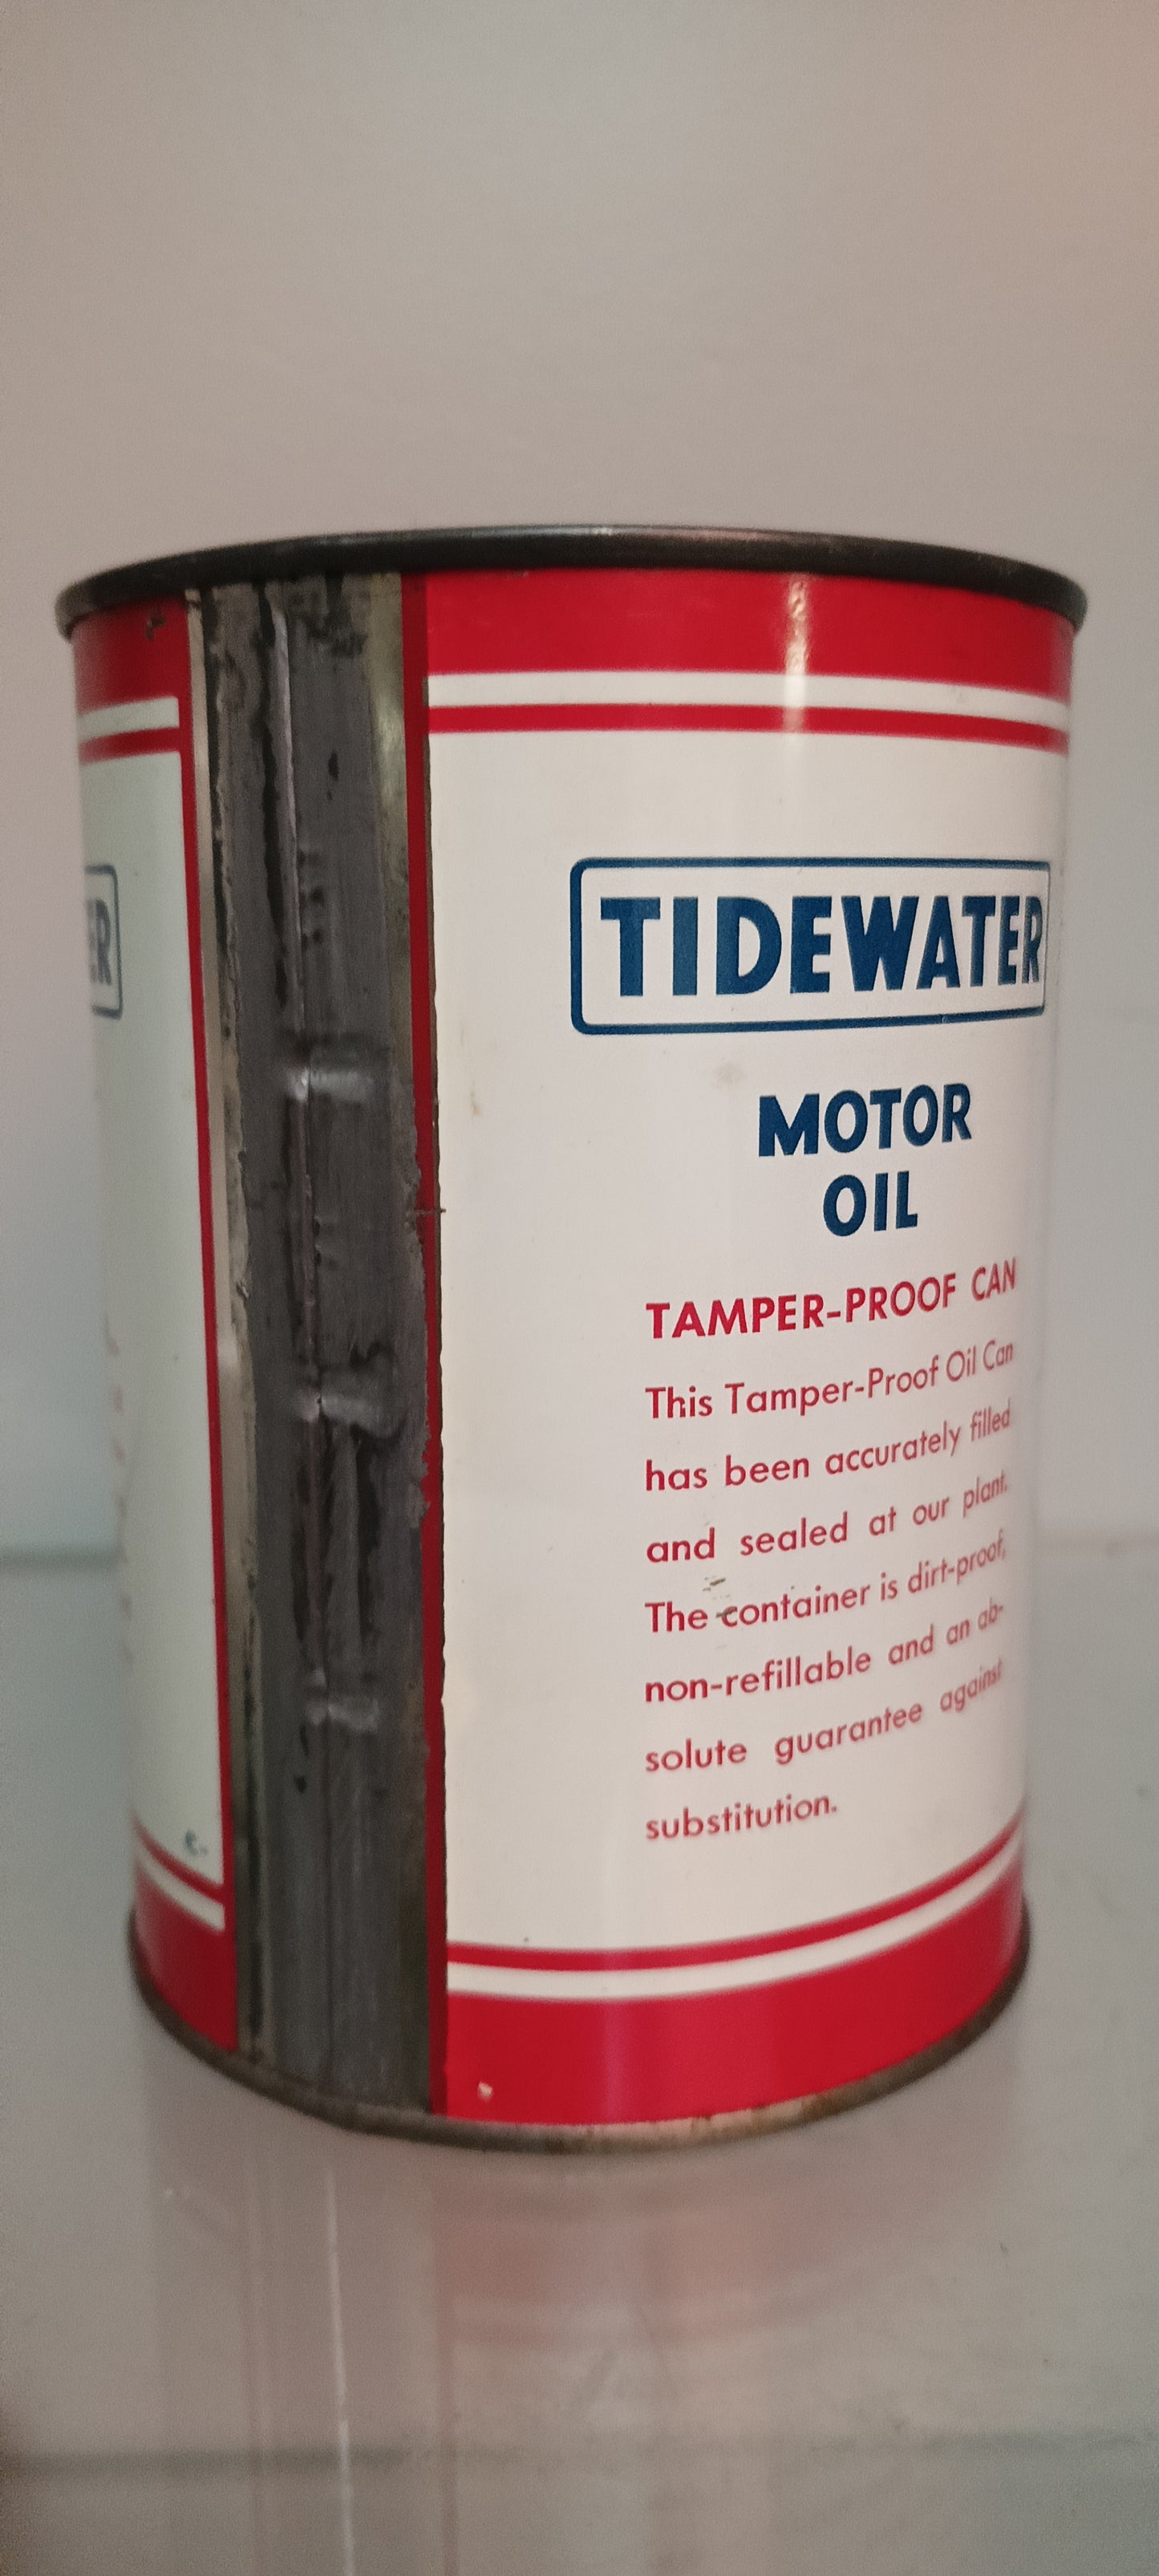 ER
TIDEWATER
MOTOR
OIL
TAMPER-PROOF CAN
This Tamper-Proof Oil Can
has been accurately filled
and sealed at our plant.
The container is dirt-proof,
non-refillable and an ab-
solute guarantee against
substitution.